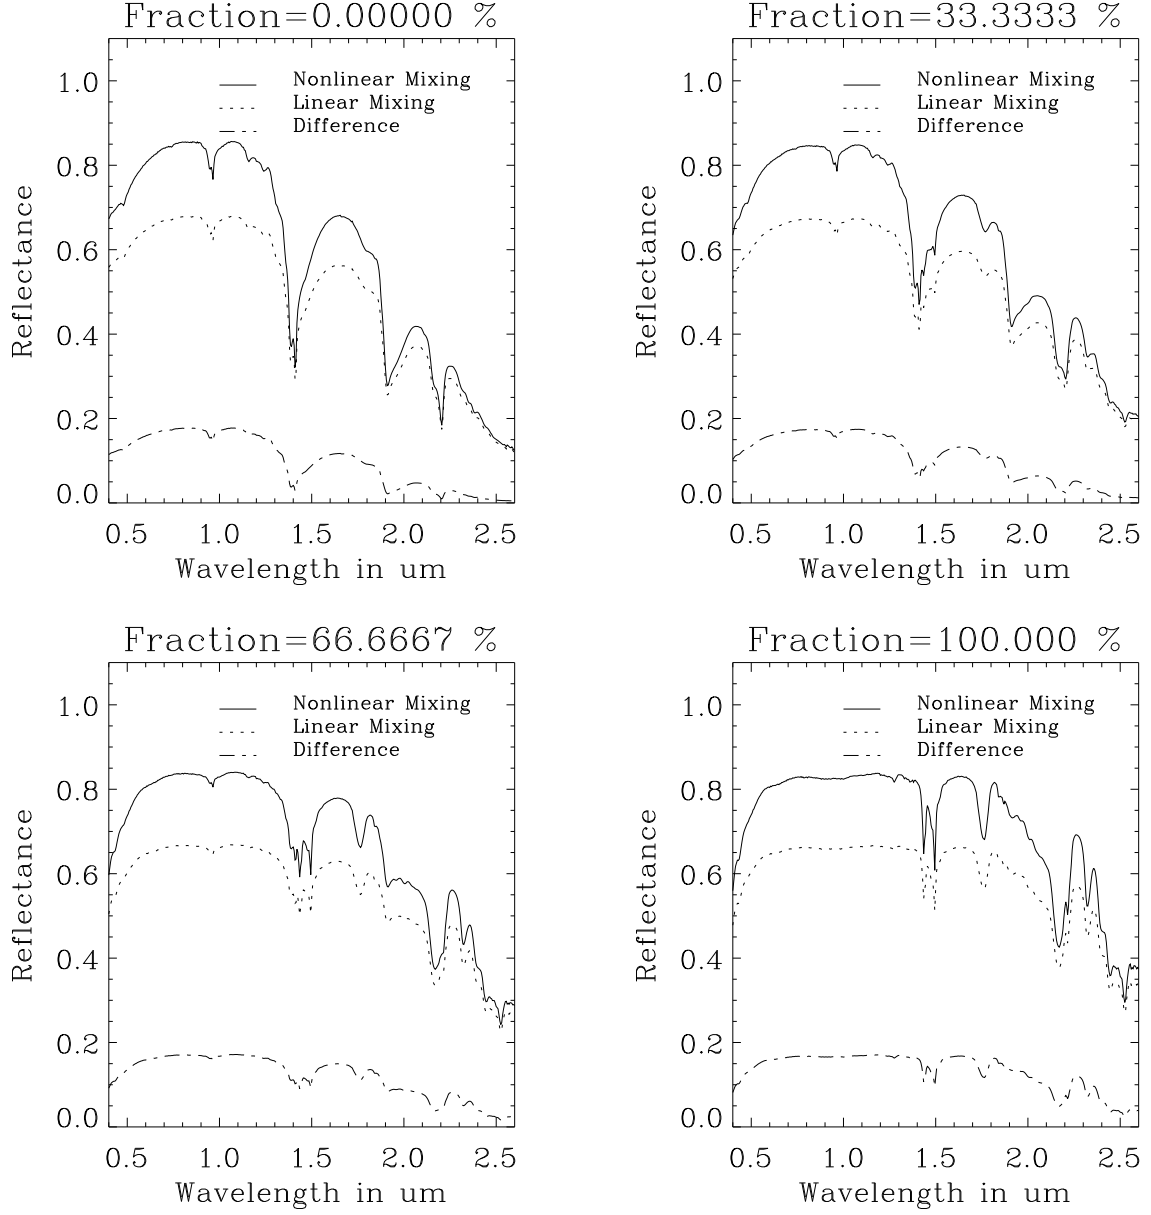 Fraction=0.00000 %
Nonlinear Mixing
Linear Mixing
Difference
1.0
0.8
0.6
0.4
0.2
0.0
Reflectance
0.5 1.0 1.5 2.0 2.5
Wavelength in um
Fraction=33.3333 %
Nonlinear Mixing
Linear Mixing
Difference
1.0
0.8
0.6
0.4
0.2
0.0
Reflectance
0.5 1.0 1.5 2.0 2.5
Wavelength in um
Fraction=66.6667 %
Nonlinear Mixing
Linear Mixing
Difference
1.0
0.8
0.6
0.4
0.2
0.0
Reflectance
0.5 1.0 1.5 2.0 2.5
Wavelength in um
Fraction=100.000 %
Nonlinear Mixing
Linear Mixing
Difference
1.0
0.8
0.6
0.4
0.2
0.0
Reflectance
0.5 1.0 1.5 2.0 2.5
Wavelength in um